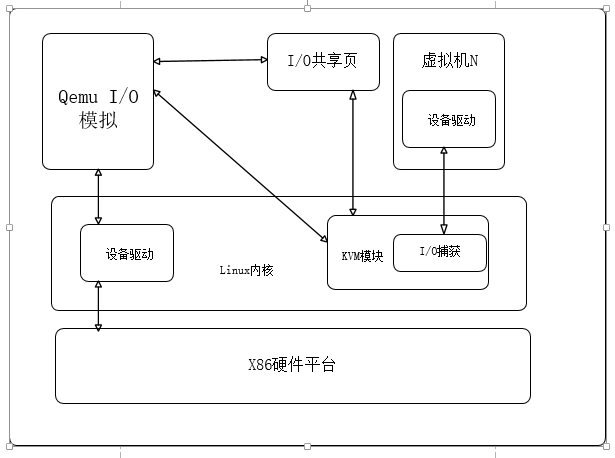 Qemu I/O
模拟
I/O共享页
虚拟机N
设备驱动
设备驱动
Linux内核
KVM模块
I/O捕获
X86硬件平台